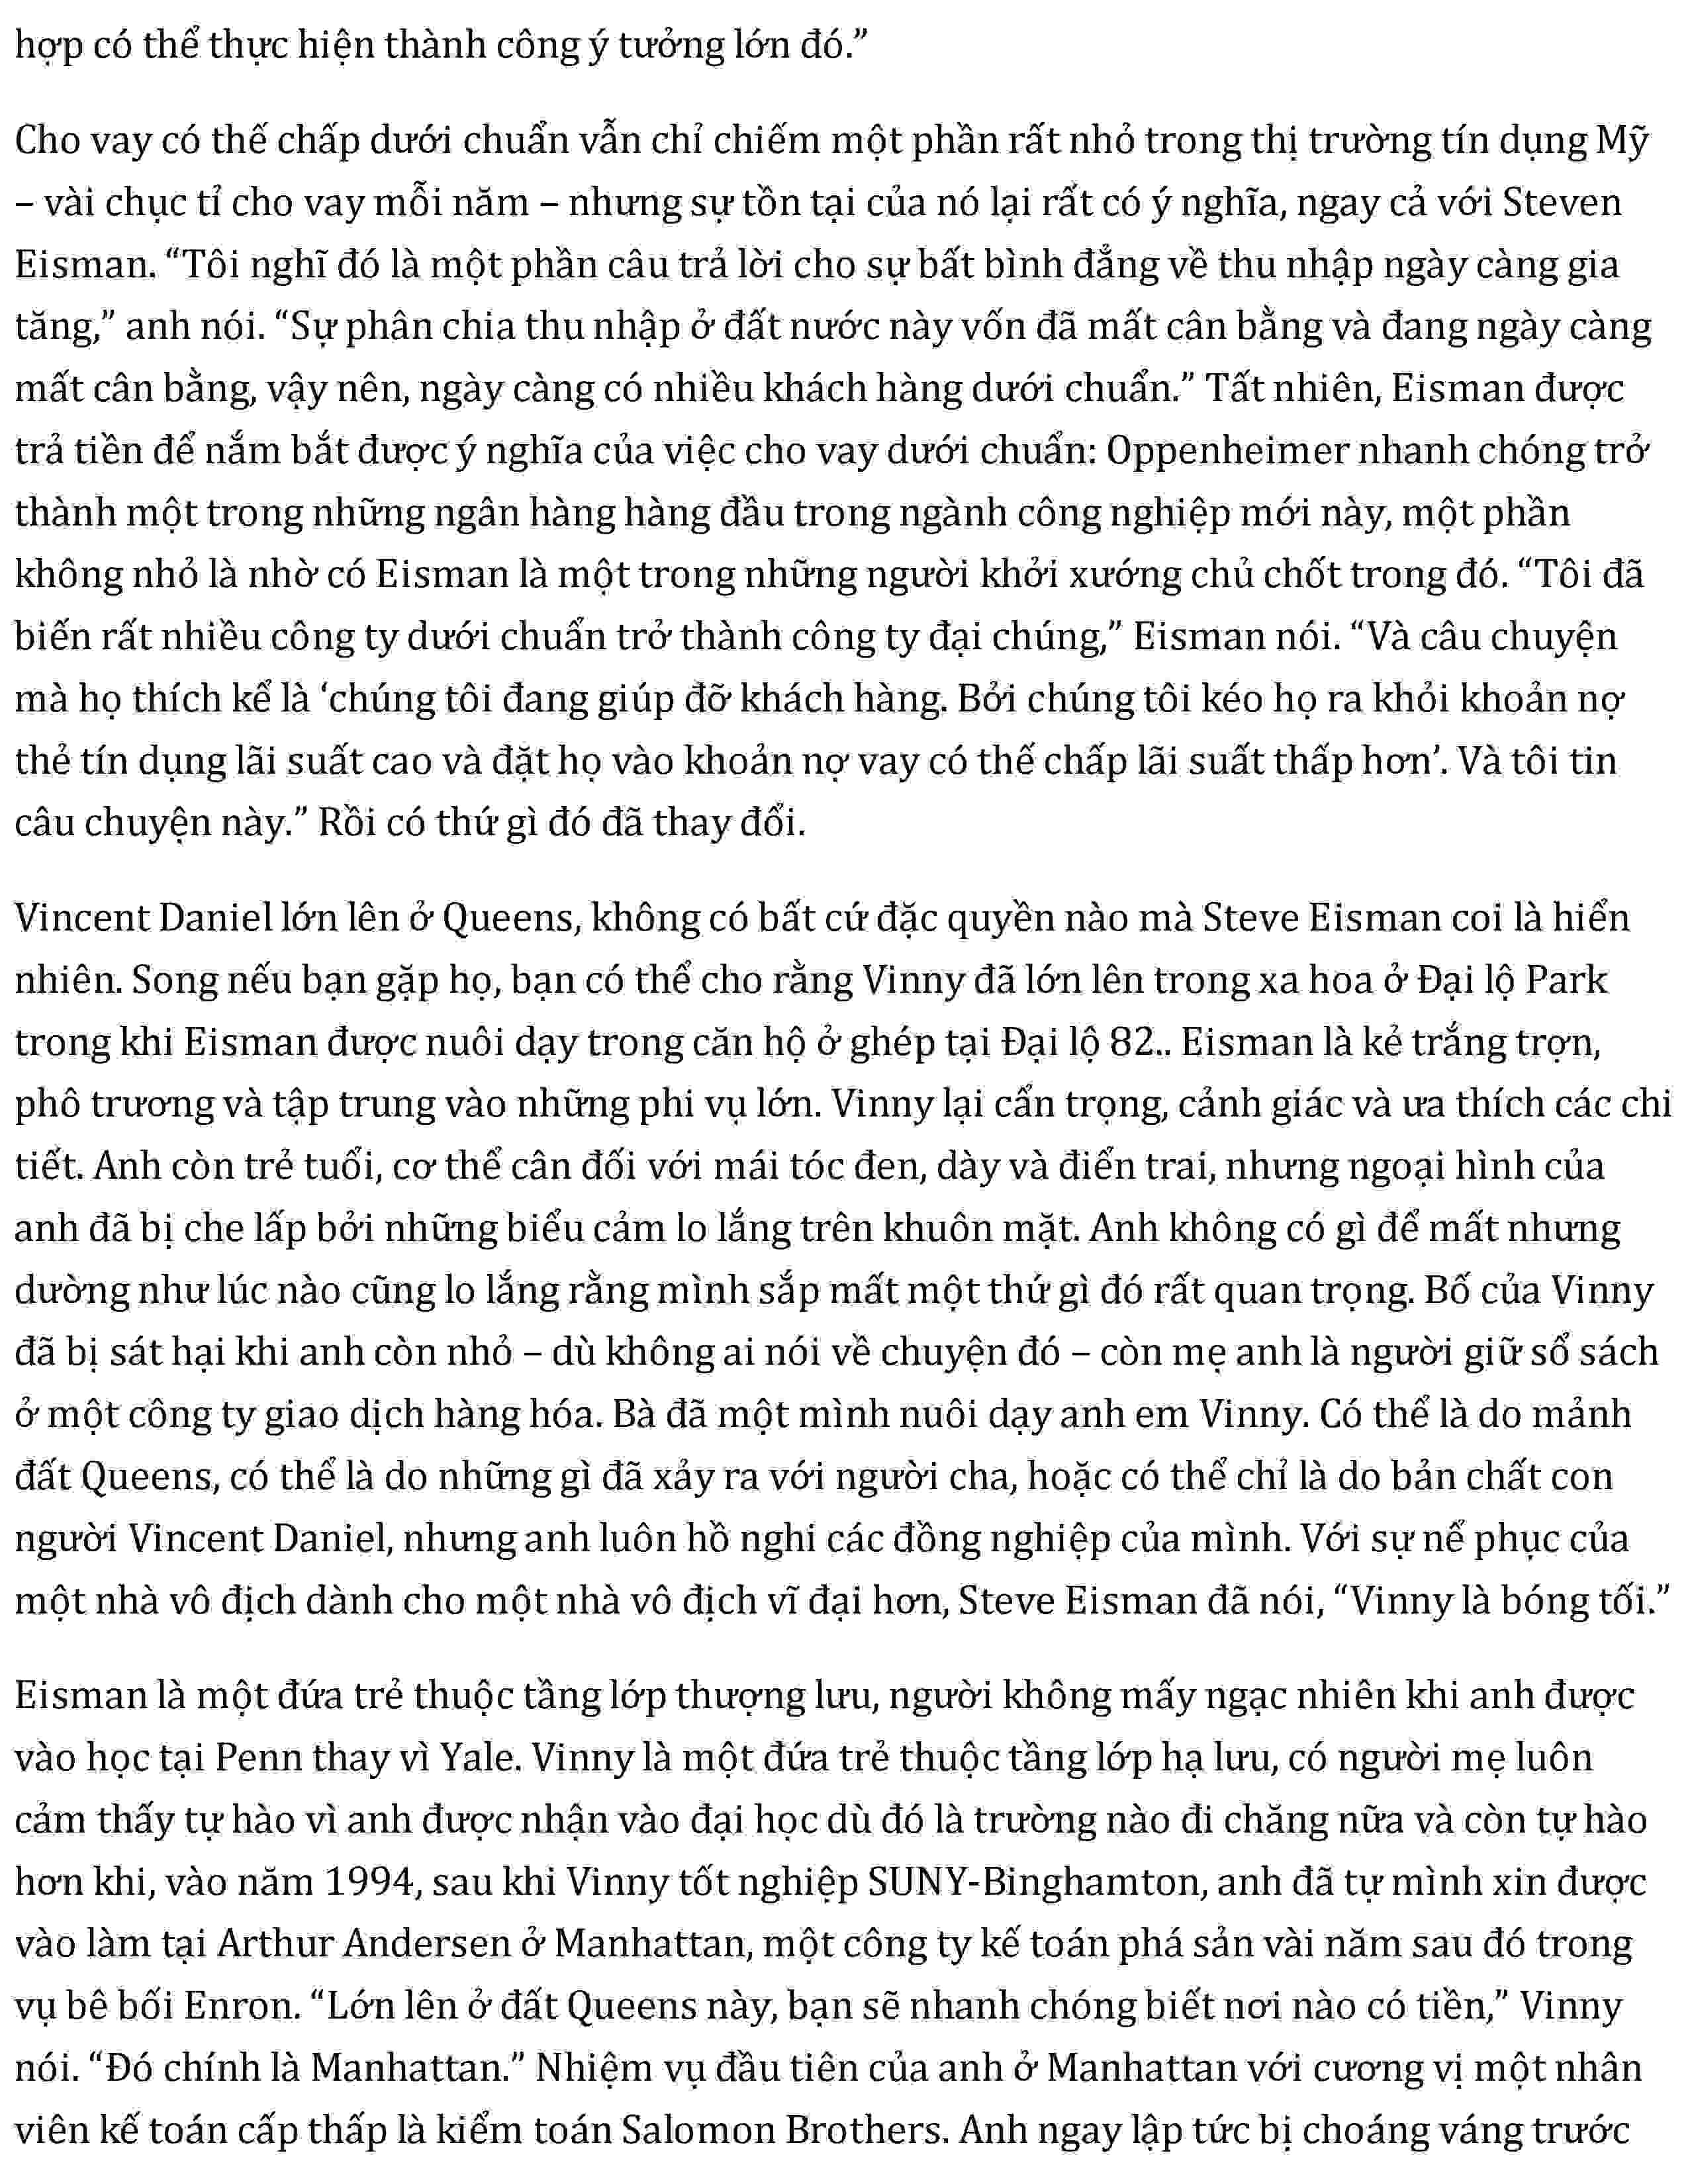 hợp có thể thực hiện thành công ý tưởng lớn đó.”
Cho vay có thế chấp dưới chuẩn vẫn chỉ chiếm một phần rất nhỏ trong thị trường tín dụng Mỹ
– vài chục tỉ cho vay mỗi năm – nhưng sự tồn tại của nó lại rất có ý nghĩa, ngay cả với Steven
Eisman. “Tôi nghĩ đó là một phần câu trả lời cho sự bất bình đẳng về thu nhập ngày càng gia
tăng,” anh nói. “Sự phân chia thu nhập ở đất nước này vốn đã mất cân bằng và đang ngày càng
mất cân bằng, vậy nên, ngày càng có nhiều khách hàng dưới chuẩn.” Tất nhiên, Eisman được
trả tiền để nắm bắt được ý nghĩa của việc cho vay dưới chuẩn: Oppenheimer nhanh chóng trở
thành một trong những ngân hàng hàng đầu trong ngành công nghiệp mới này, một phần
không nhỏ là nhờ có Eisman là một trong những người khởi xướng chủ chốt trong đó. “Tôi đã
biến rất nhiều công ty dưới chuẩn trở thành công ty đại chúng,” Eisman nói. “Và câu chuyện
mà họ thích kể là ‘chúng tôi đang giúp đỡ khách hàng. Bởi chúng tôi kéo họ ra khỏi khoản nợ
thẻ tín dụng lãi suất cao và đặt họ vào khoản nợ vay có thế chấp lãi suất thấp hơn’. Và tôi tin
câu chuyện này.” Rồi có thứ gì đó đã thay đổi.
Vincent Daniel lớn lên ở Queens, không có bất cứ đặc quyền nào mà Steve Eisman coi là hiển
nhiên. Song nếu bạn gặp họ, bạn có thể cho rằng Vinny đã lớn lên trong xa hoa ở Đại lộ Park
trong khi Eisman được nuôi dạy trong căn hộ ở ghép tại Đại lộ 82.. Eisman là kẻ trắng trợn,
phô trương và tập trung vào những phi vụ lớn. Vinny lại cẩn trọng, cảnh giác và ưa thích các chi
tiết. Anh còn trẻ tuổi, cơ thể cân đối với mái tóc đen, dày và điển trai, nhưng ngoại hình của
anh đã bị che lấp bởi những biểu cảm lo lắng trên khuôn mặt. Anh không có gì để mất nhưng
dường như lúc nào cũng lo lắng rằng mình sắp mất một thứ gì đó rất quan trọng. Bố của Vinny
đã bị sát hại khi anh còn nhỏ – dù không ai nói về chuyện đó – còn mẹ anh là người giữ sổ sách
ở một công ty giao dịch hàng hóa. Bà đã một mình nuôi dạy anh em Vinny. Có thể là do mảnh
đất Queens, có thể là do những gì đã xảy ra với người cha, hoặc có thể chỉ là do bản chất con
người Vincent Daniel, nhưng anh luôn hồ nghi các đồng nghiệp của mình. Với sự nể phục của
một nhà vô địch dành cho một nhà vô địch vĩ đại hơn, Steve Eisman đã nói, “Vinny là bóng tối.”
Eisman là một đứa trẻ thuộc tầng lớp thượng lưu, người không mấy ngạc nhiên khi anh được
vào học tại Penn thay vì Yale. Vinny là một đứa trẻ thuộc tầng lớp hạ lưu, có người mẹ luôn
cảm thấy tự hào vì anh được nhận vào đại học dù đó là trường nào đi chăng nữa và còn tự hào
hơn khi, vào năm 1994, sau khi Vinny tốt nghiệp SUNY-Binghamton, anh đã tự mình xin được
vào làm tại Arthur Andersen ở Manhattan, một công ty kế toán phá sản vài năm sau đó trong
vụ bê bối Enron. “Lớn lên ở đất Queens này, bạn sẽ nhanh chóng biết nơi nào có tiền,” Vinny
nói. “Đó chính là Manhattan.” Nhiệm vụ đầu tiên của anh ở Manhattan với cương vị một nhân
viên kế toán cấp thấp là kiểm toán Salomon Brothers. Anh ngay lập tức bị choáng váng trước